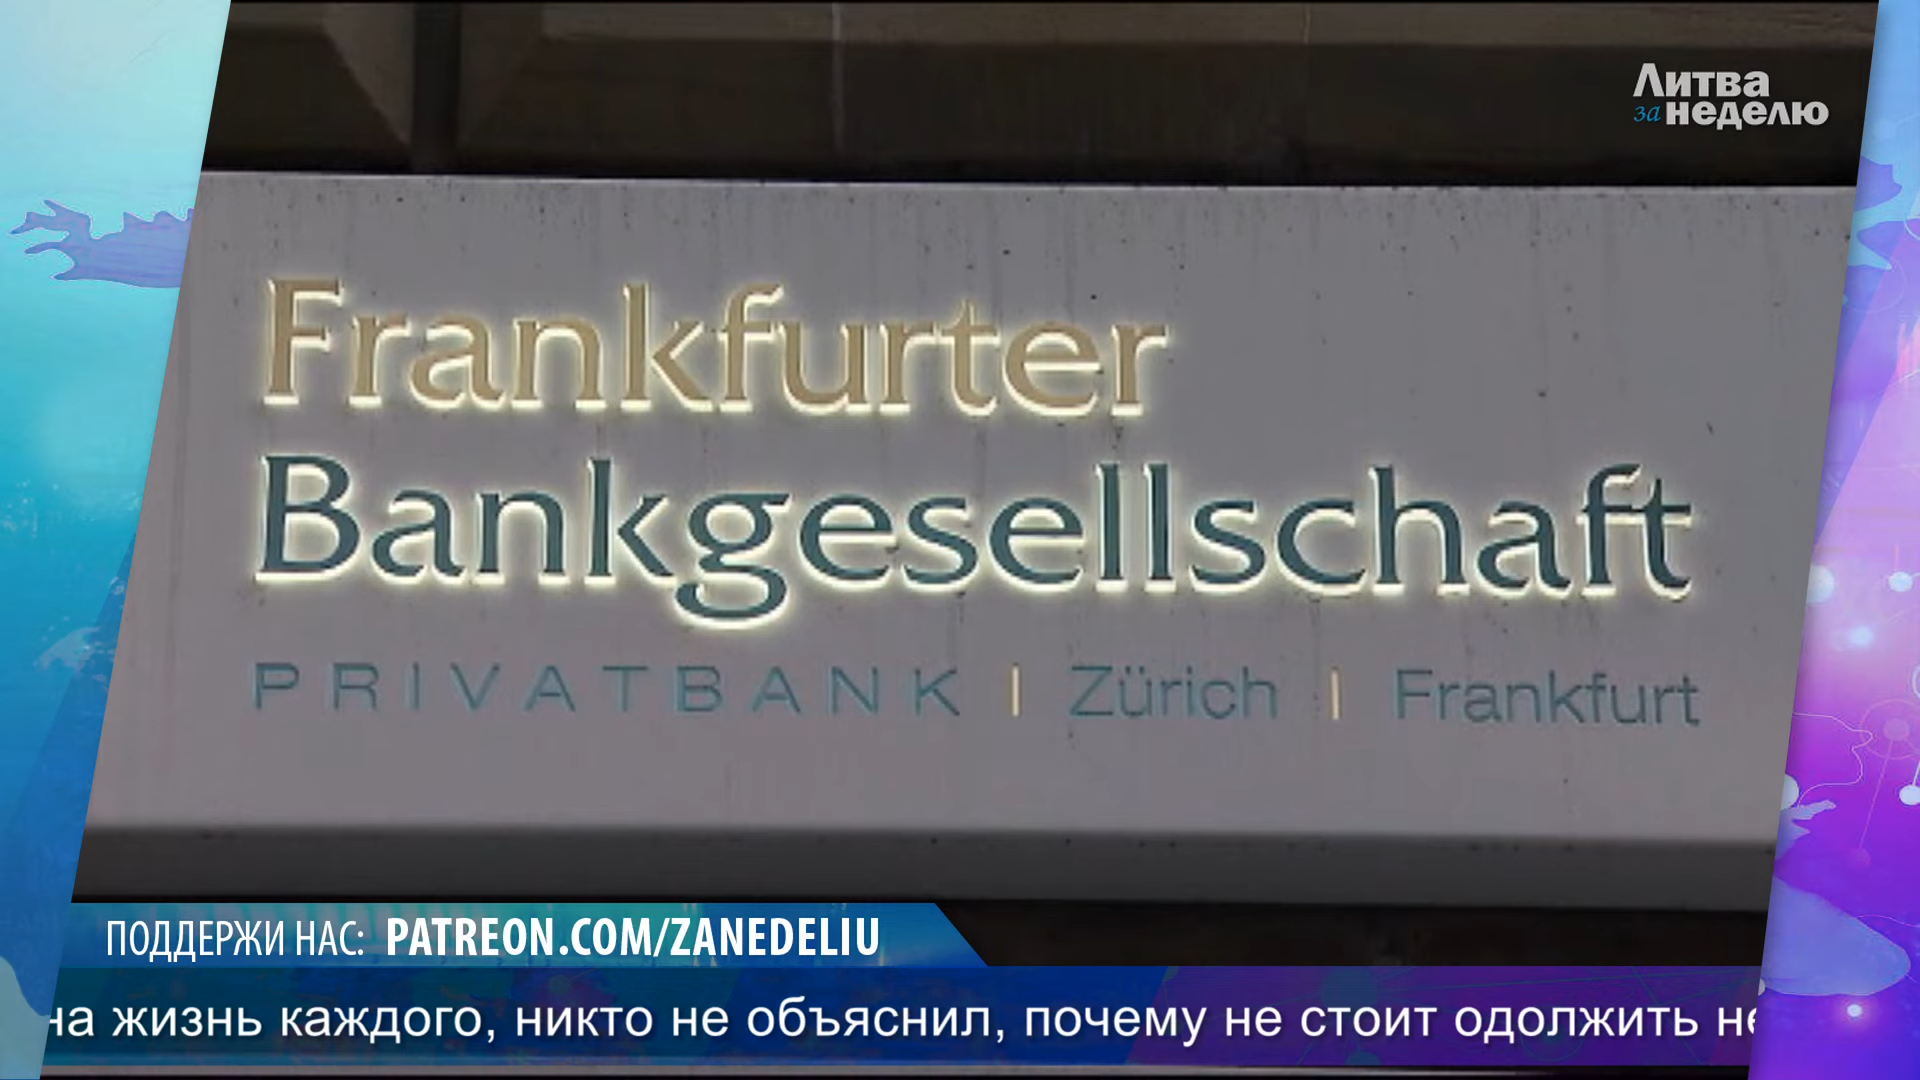 Литва
за неделю
Frankfurter
Bankgesellschaft
PRIVATBANK | Zürich | Frankfurt
ПОДДЕРЖИ НАС: PATREON.COM/ZANEDELIU
на жизнь каждого, никто не объяснил, почему не стоит одолжить